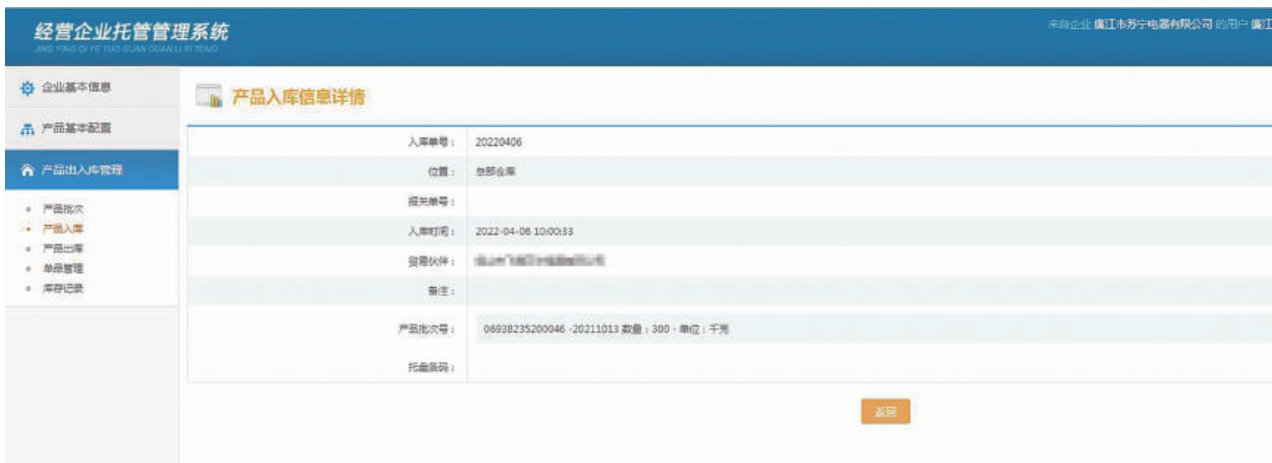 经营企业托管管理系统
JING YING QI YE TUO GUAN GUAN LI XI TONG
来自企业 廉江市苏宁电器有限公司 的用户 廉江
企业基本信息
产品基本配置
产品出入库管理
产品批次
产品入库
产品出库
单品管理
库存记录
产品入库信息详情
入库单号： 20220406
位置： 总部仓库
报关单号：
入库时间： 2022-04-06 10:00:33
贸易伙伴：
备注：
产品批次号： 06938235200046 -20211013 数量：300 - 单位：千克
托盘条码：
返回